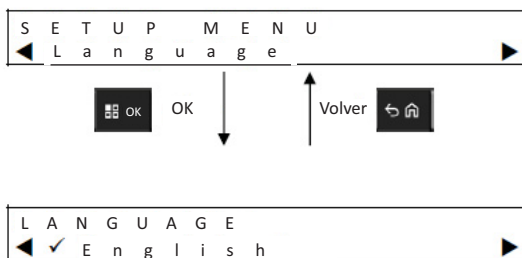 SETUP MENU
◀ Language ▶
OK OK Volver
LANGUAGE
◀ ✓ English ▶